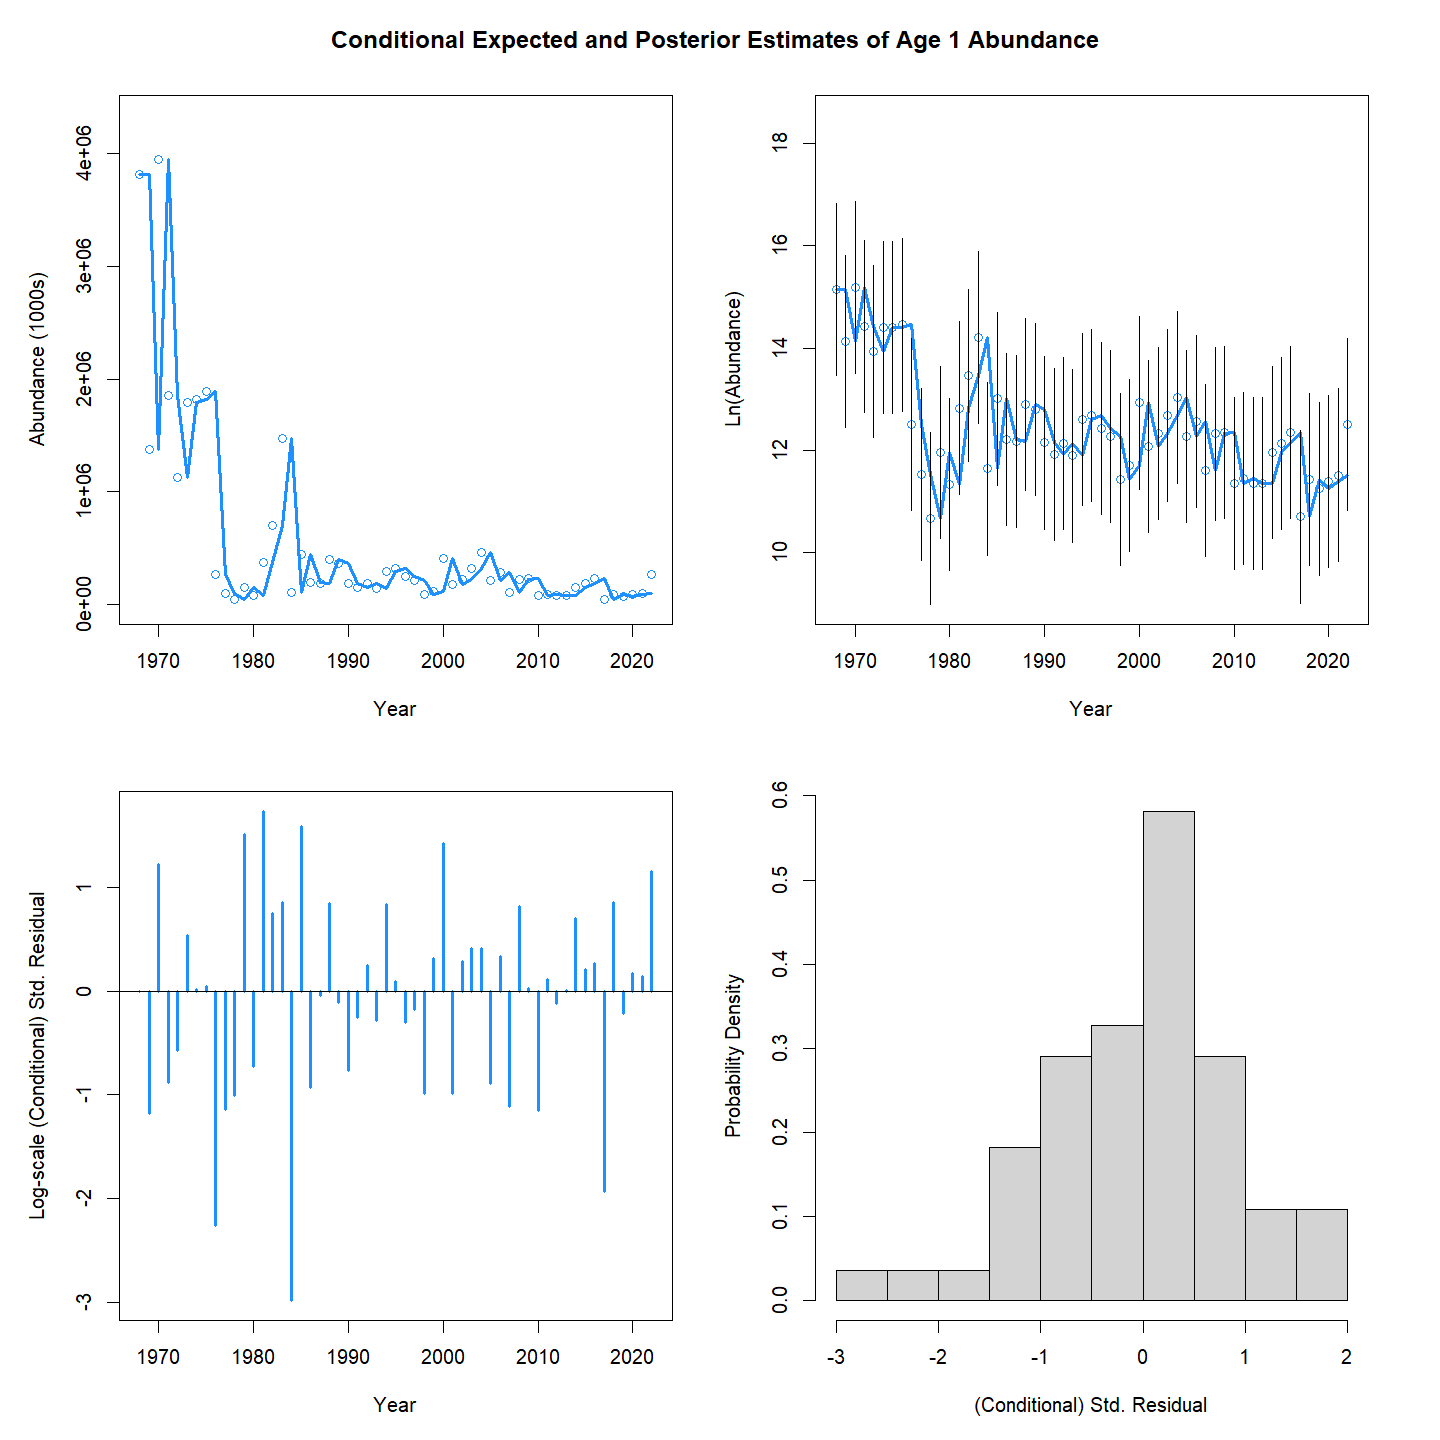 Conditional Expected and Posterior Estimates of Age 1 Abundance
Abundance (1000s)
0e+00 1e+06 2e+06 3e+06 4e+06
1970 1980 1990 2000 2010 2020
Year
Ln(Abundance)
10 12 14 16 18
1970 1980 1990 2000 2010 2020
Year
Log-scale (Conditional) Std. Residual
-3 -2 -1 0 1
1970 1980 1990 2000 2010 2020
Year
Probability Density
0.0 0.1 0.2 0.3 0.4 0.5 0.6
-3 -2 -1 0 1 2
(Conditional) Std. Residual